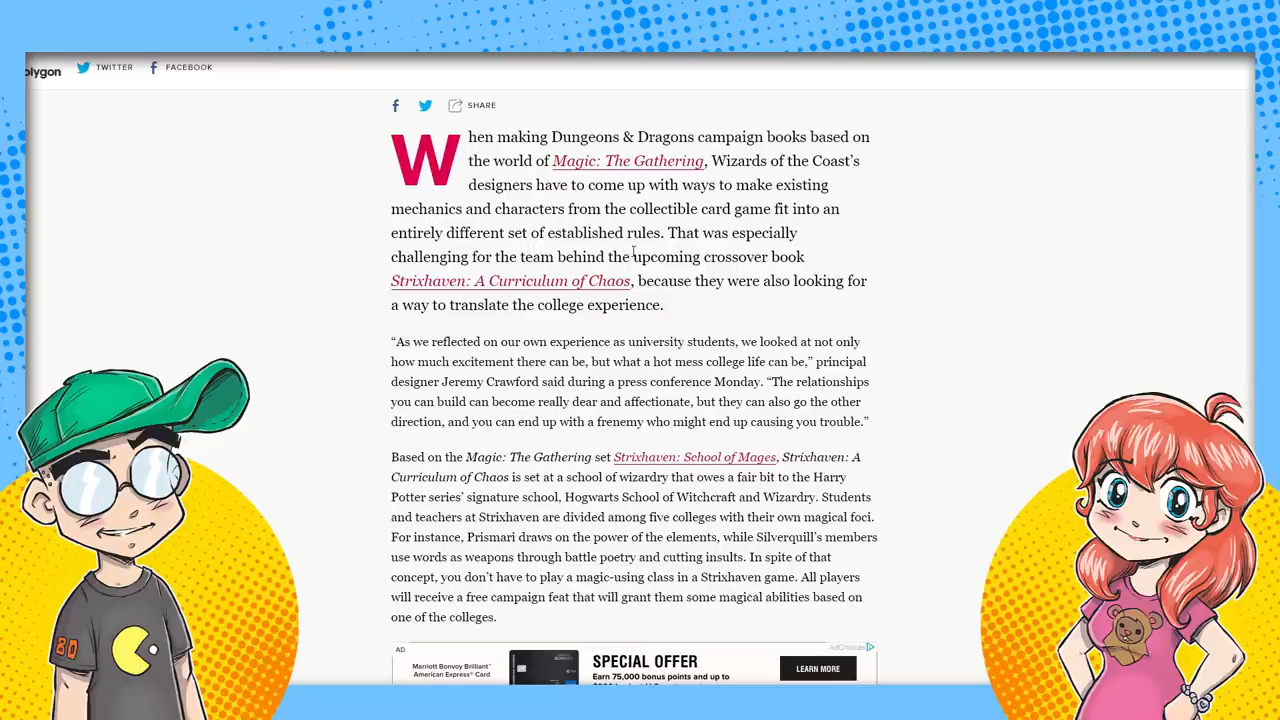 olygon TWITTER FACEBOOK
SHARE
When making Dungeons & Dragons campaign books based on
the world of Magic: The Gathering, Wizards of the Coast’s
designers have to come up with ways to make existing
mechanics and characters from the collectible card game fit into an
entirely different set of established rules. That was especially
challenging for the team behind the upcoming crossover book
Strixhaven: A Curriculum of Chaos, because they were also looking for
a way to translate the college experience.
“As we reflected on our own experience as university students, we looked at not only
how much excitement there can be, but what a hot mess college life can be,” principal
designer Jeremy Crawford said during a press conference Monday. “The relationships
you can build can become really dear and affectionate, but they can also go the other
direction, and you can end up with a frenemy who might end up causing you trouble.”
Based on the Magic: The Gathering set Strixhaven: School of Mages, Strixhaven: A
Curriculum of Chaos is set at a school of wizardry that owes a fair bit to the Harry
Potter series’ signature school, Hogwarts School of Witchcraft and Wizardry. Students
and teachers at Strixhaven are divided among five colleges with their own magical foci.
For instance, Prismari draws on the power of the elements, while Silverquill’s members
use words as weapons through battle poetry and cutting insults. In spite of that
concept, you don’t have to play a magic-using class in a Strixhaven game. All players
will receive a free campaign feat that will grant them some magical abilities based on
one of the colleges.
AD AdChoices
Marriott Bonvoy Brilliant™
American Express® Card
SPECIAL OFFER
Earn 75,000 bonus points and up to
LEARN MORE
80